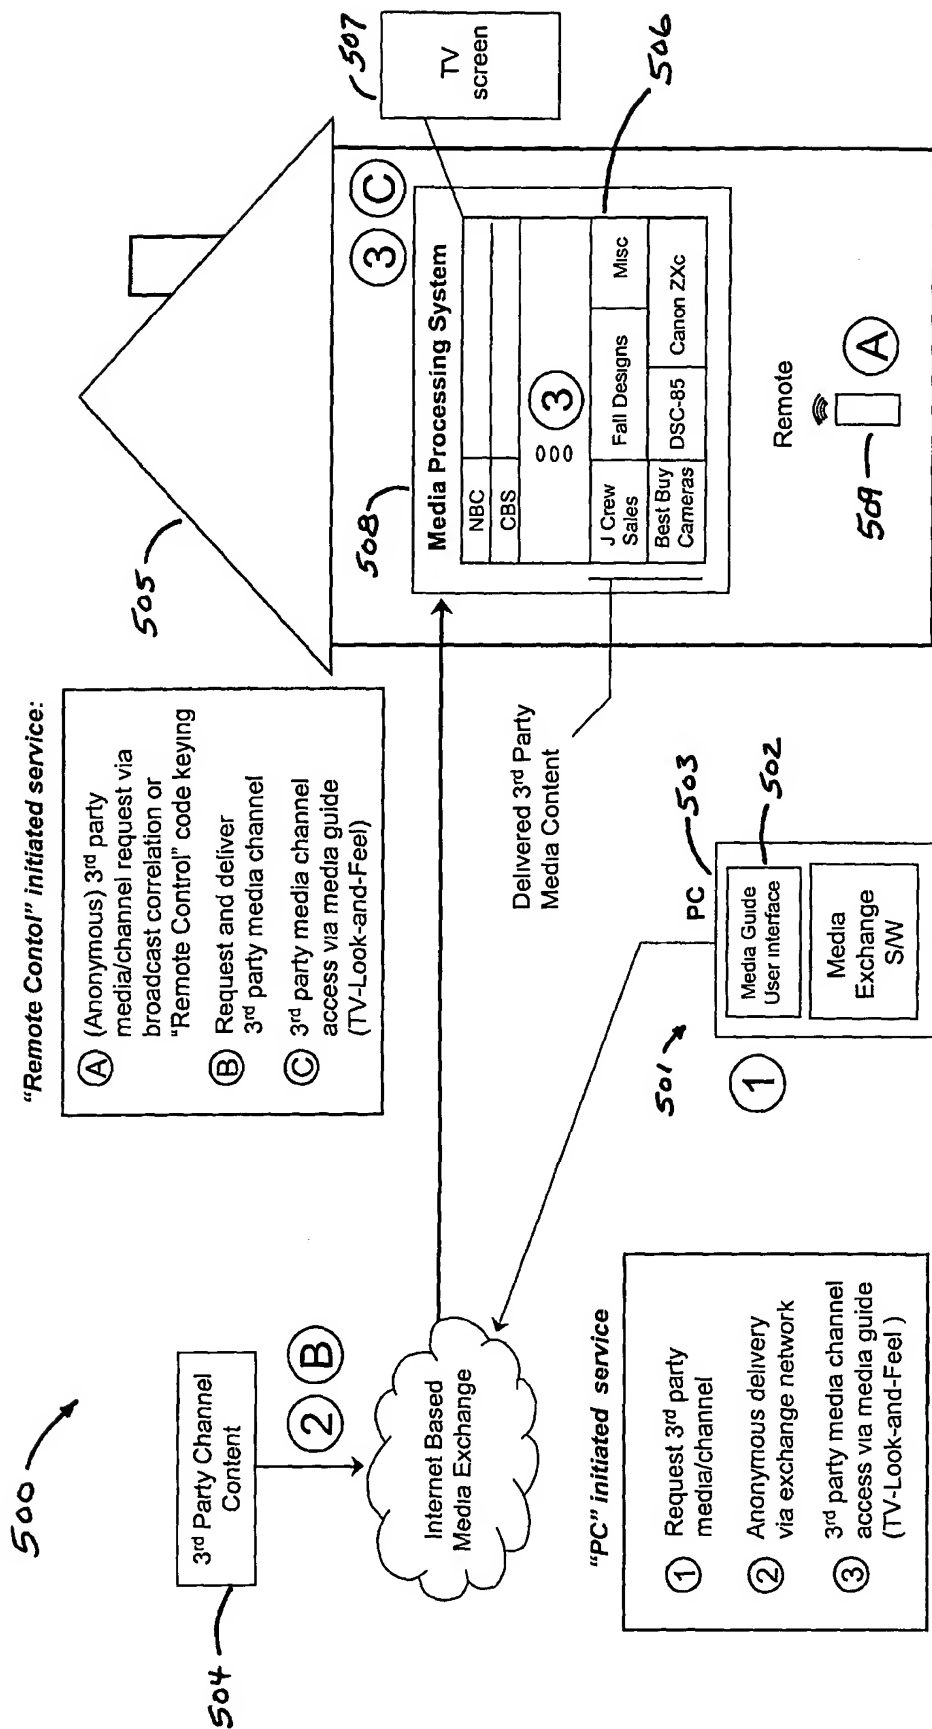 500
504
3rd Party Channel
Content
2 B
Internet Based
Media Exchange
"PC" initiated service
1 Request 3rd party
media/channel
2 Anonymous delivery
via exchange network
3 3rd party media channel
access via media guide
(TV-Look-and-Feel )
"Remote Contol" initiated service:
A (Anonymous) 3rd party
media/channel request via
broadcast correlation or
"Remote Control" code keying
B Request and deliver
3rd party media channel
C 3rd party media channel
access via media guide
(TV-Look-and-Feel)
501
1
PC
503
502
Media Guide
User interface
Media
Exchange
S/W
Delivered 3rd Party
Media Content
505
3 C
508
Media Processing System
NBC
CBS
000
3
J Crew
Sales
Fall Designs
Misc
Best Buy
Cameras
DSC-85
Canon ZXc
507
TV
screen
506
Remote
509
A